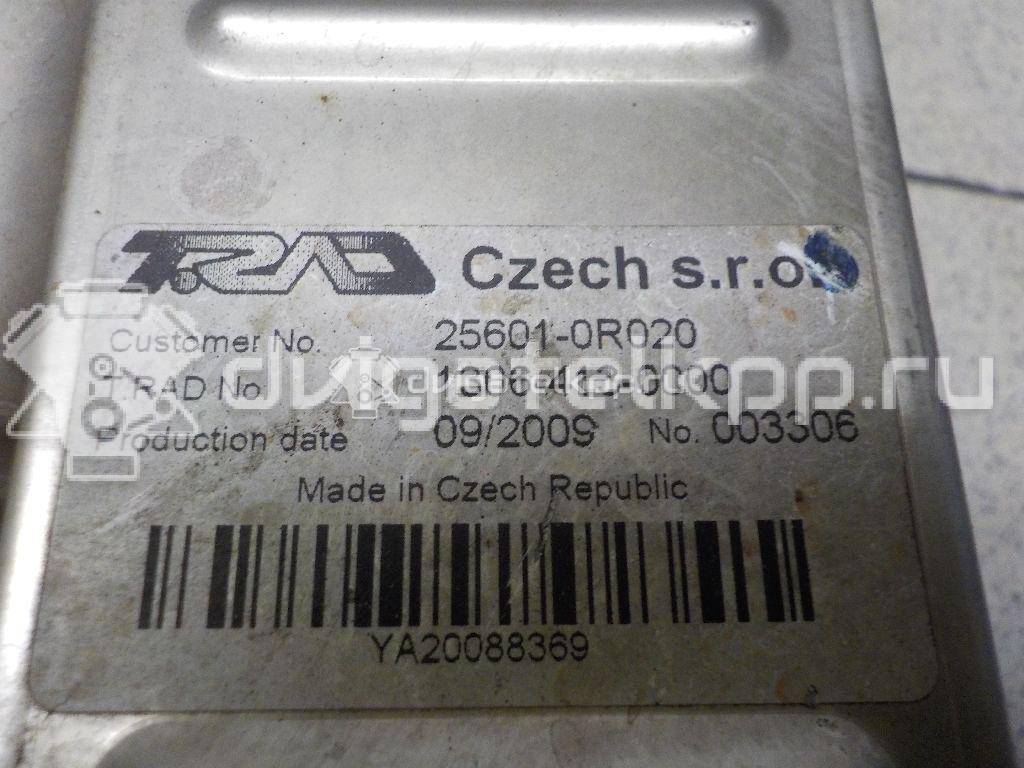 T.RAD Czech s.r.o.
Customer No. 25601-0R020
T.RAD No.
Production date 09/2009 No. 003306
Made in Czech Republic
YA20088369
dvigatelptz.ru